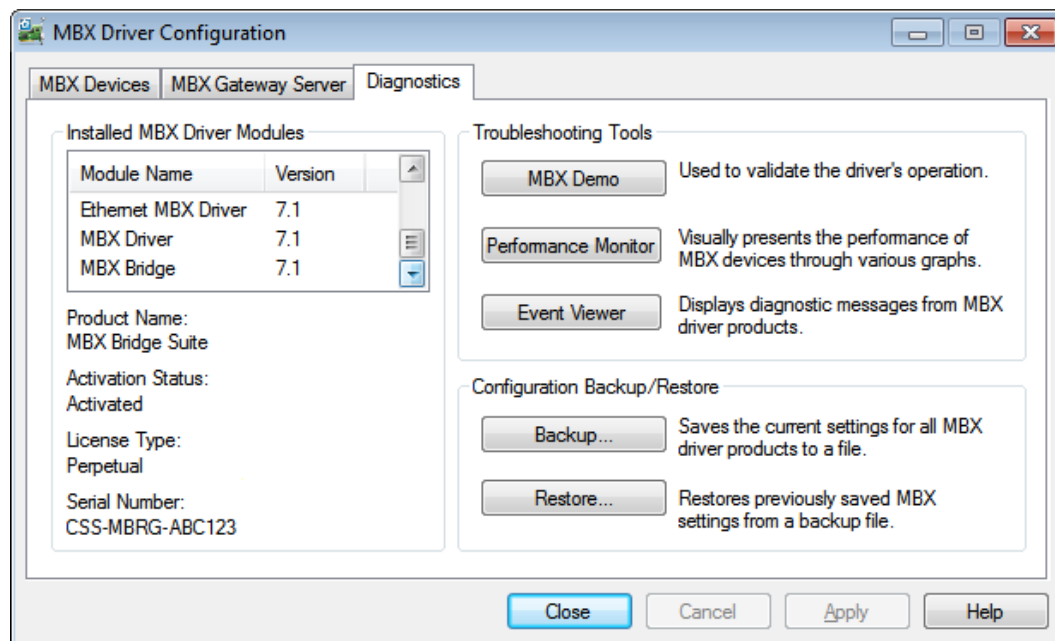 MBX Driver Configuration
MBX Devices
MBX Gateway Server
Diagnostics
Installed MBX Driver Modules
Module Name Version
Ethernet MBX Driver 7.1
MBX Driver 7.1
MBX Bridge 7.1
Product Name:
MBX Bridge Suite
Activation Status:
Activated
License Type:
Perpetual
Serial Number:
CSS-MBRG-ABC123
Troubleshooting Tools
MBX Demo
Used to validate the driver's operation.
Performance Monitor
Visually presents the performance of
MBX devices through various graphs.
Event Viewer
Displays diagnostic messages from MBX
driver products.
Configuration Backup/Restore
Backup...
Saves the current settings for all MBX
driver products to a file.
Restore...
Restores previously saved MBX
settings from a backup file.
Close
Cancel
Apply
Help